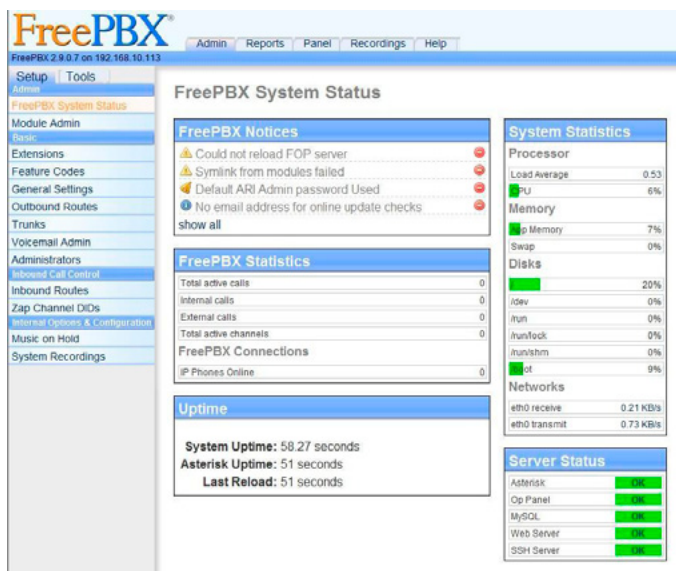 FreePBX®
Admin Reports Panel Recordings Help
FreePBX 2.9.0.7 on 192.168.10.113
Setup Tools
Admin
FreePBX System Status
Module Admin
Basic
Extensions
Feature Codes
General Settings
Outbound Routes
Trunks
Voicemail Admin
Administrators
Inbound Call Control
Inbound Routes
Zap Channel DIDs
Internal Options & Configuration
Music on Hold
System Recordings
FreePBX System Status
FreePBX Notices
Could not reload FOP server
Symlink from modules failed
Default ARI Admin password Used
No email address for online update checks
show all
FreePBX Statistics
Total active calls 0
Internal calls 0
External calls 0
Total active channels 0
FreePBX Connections
IP Phones Online 0
Uptime
System Uptime: 58.27 seconds
Asterisk Uptime: 51 seconds
Last Reload: 51 seconds
System Statistics
Processor
Load Average 0.53
CPU 6%
Memory
App Memory 7%
Swap 0%
Disks
/ 20%
/dev 0%
/run 0%
/run/lock 0%
/run/shm 0%
/boot 9%
Networks
eth0 receive 0.21 KB/s
eth0 transmit 0.73 KB/s
Server Status
Asterisk OK
Op Panel OK
MySQL OK
Web Server OK
SSH Server OK